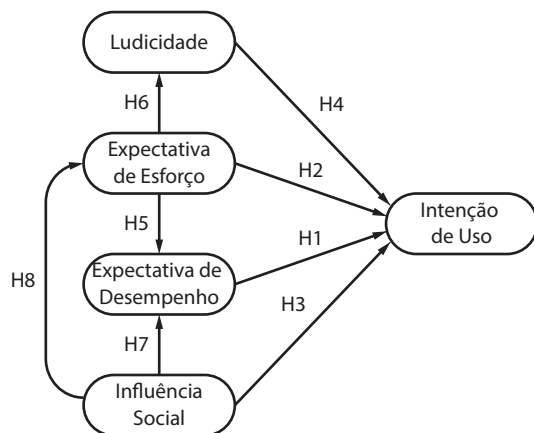 Ludicidade
H6
H4
Expectativa
de Esforço
H2
H5
Intenção
de Uso
H1
Expectativa de
Desempenho
H8
H3
H7
Influência
Social